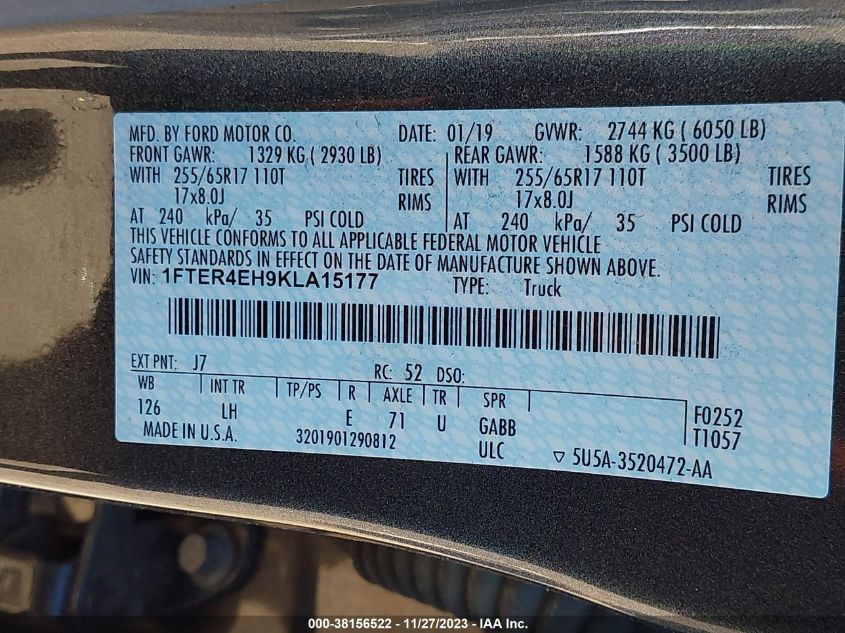 MFD. BY FORD MOTOR CO. DATE: 01/19 GVWR: 2744 KG ( 6050 LB)
FRONT GAWR: 1329 KG ( 2930 LB) REAR GAWR: 1588 KG ( 3500 LB)
WITH 255/65R17 110T TIRES WITH 255/65R17 110T TIRES
17x8.0J RIMS 17x8.0J RIMS
AT 240 kPa/ 35 PSI COLD AT 240 kPa/ 35 PSI COLD
THIS VEHICLE CONFORMS TO ALL APPLICABLE FEDERAL MOTOR VEHICLE
SAFETY STANDARDS IN EFFECT ON THE DATE OF MANUFACTURE SHOWN ABOVE.
VIN: 1FTER4EH9KLA15177 TYPE: Truck
EXT PNT: J7 RC: 52 DSO:
WB INT TR TP/PS R AXLE TR SPR
126 LH E 71 U GABB F0252
MADE IN U.S.A. 3201901290812 ULC T1057
▽ 5U5A-3520472-AA
000-38156522 - 11/27/2023 - IAA Inc.